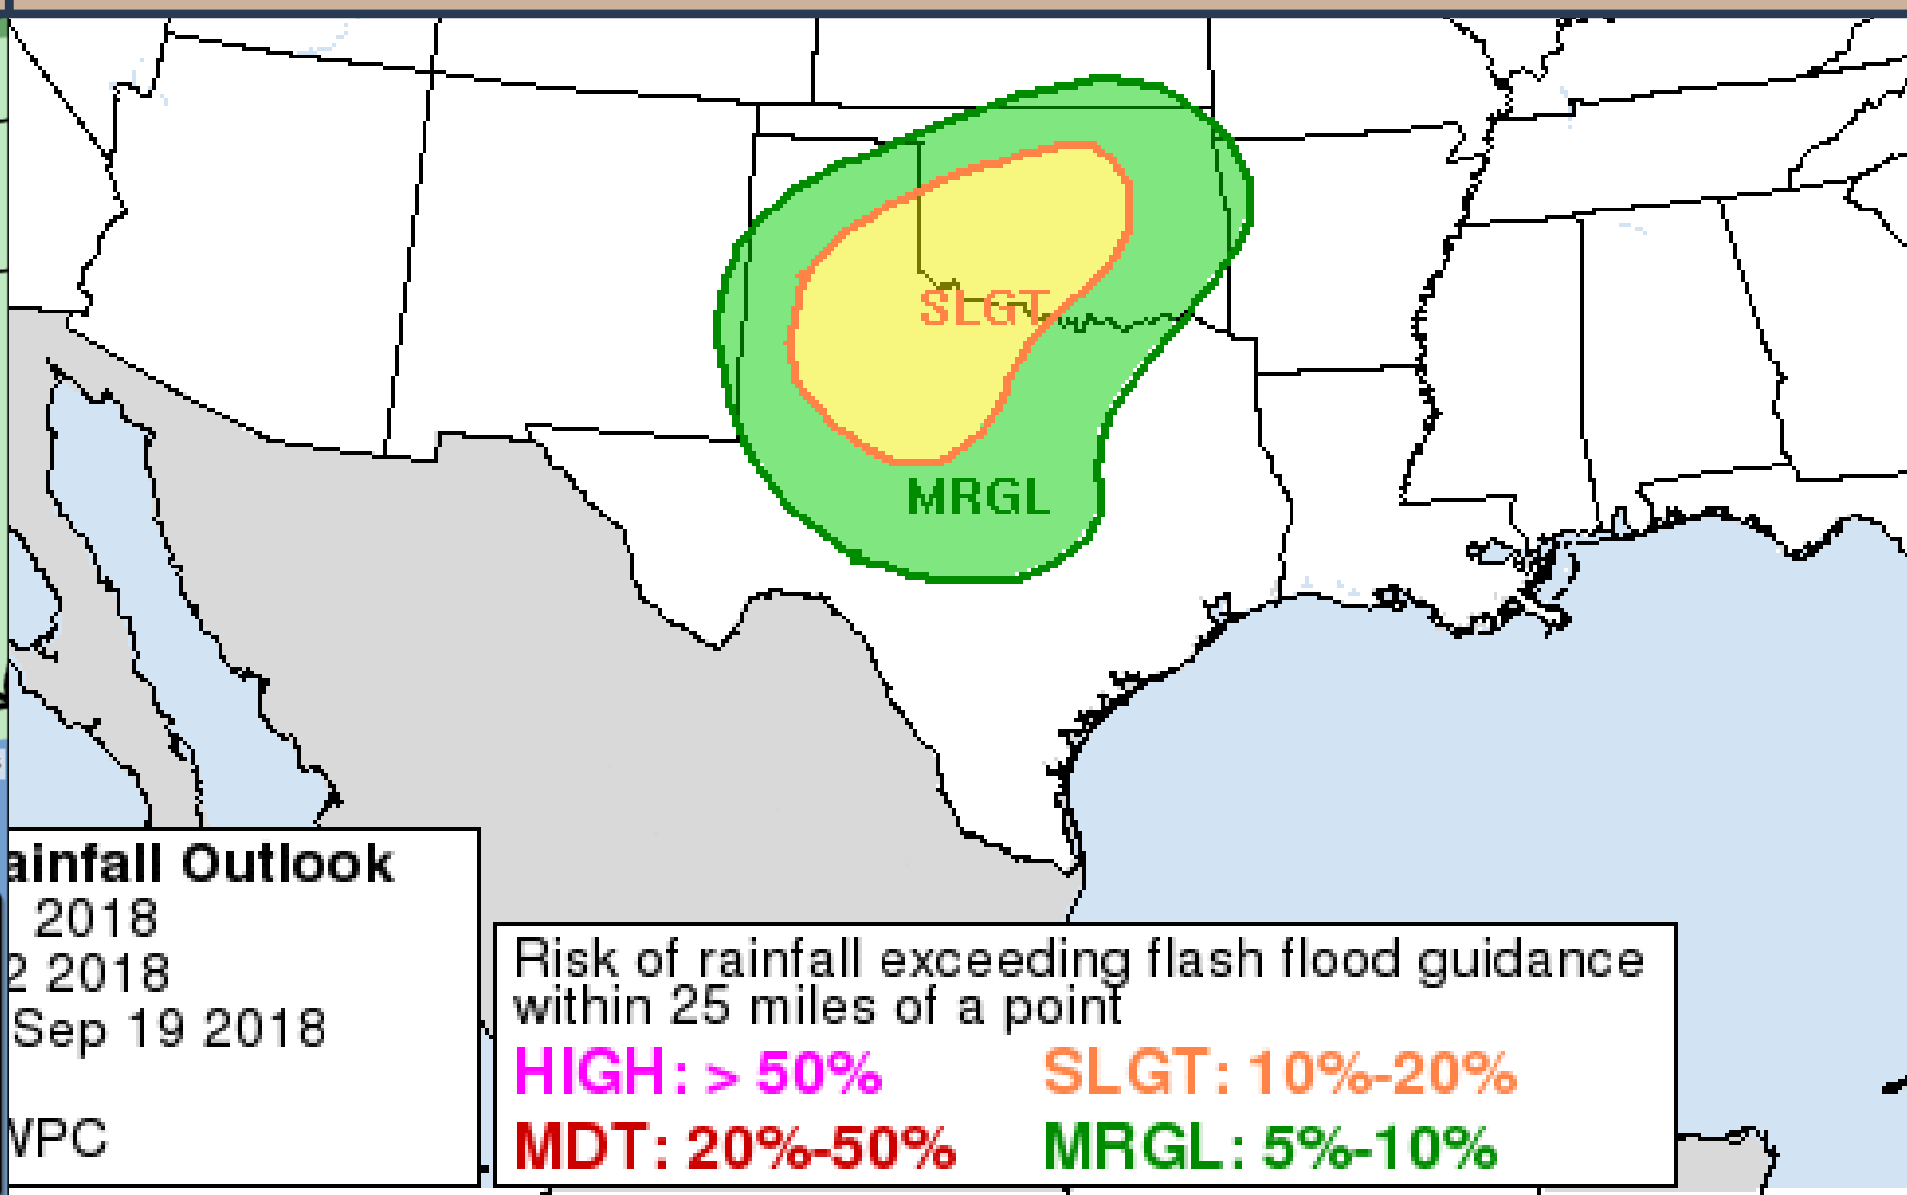 SLGT
MRGL
ainfall Outlook
2018
2 2018
Sep 19 2018
WPC
Risk of rainfall exceeding flash flood guidance
within 25 miles of a point
HIGH: > 50% SLGT: 10%-20%
MDT: 20%-50% MRGL: 5%-10%